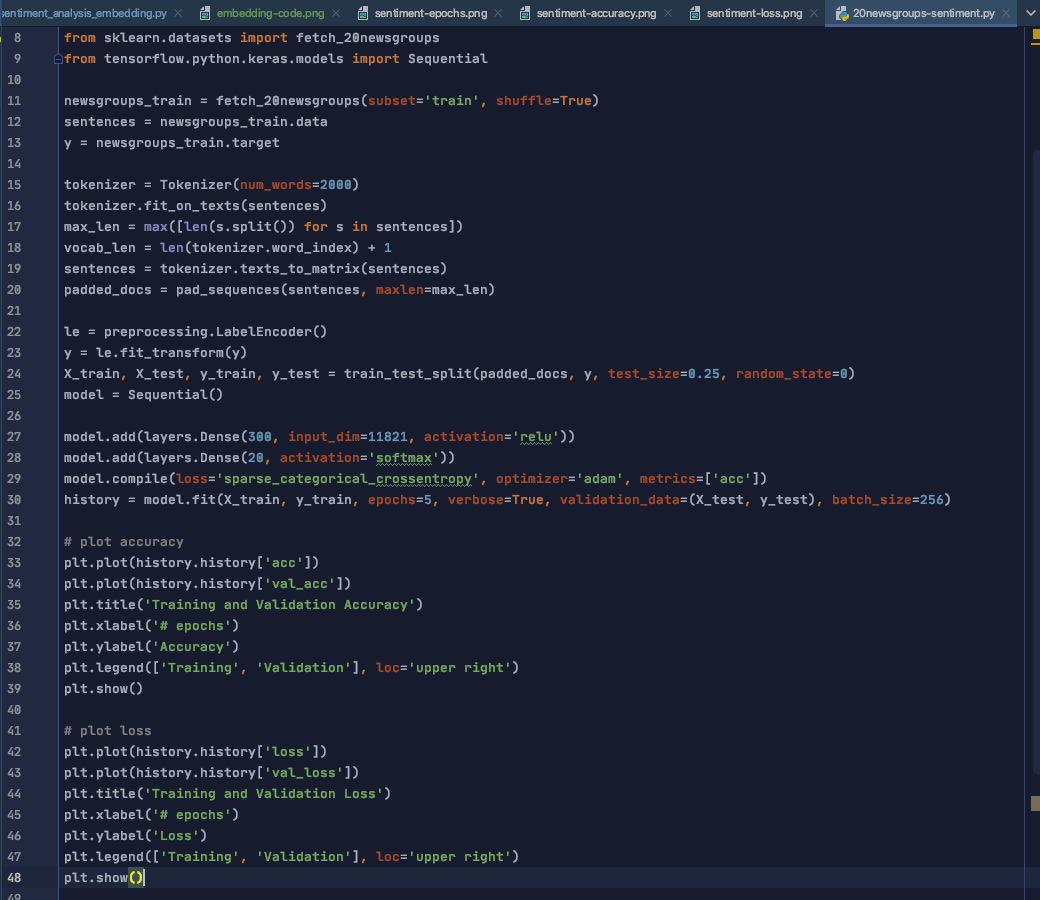 sentiment_analysis_embedding.py embedding-code.png sentiment-epochs.png sentiment-accuracy.png sentiment-loss.png 20newsgroups-sentiment.py
8 from sklearn.datasets import fetch_20newsgroups
9 from tensorflow.python.keras.models import Sequential
10
11 newsgroups_train = fetch_20newsgroups(subset='train', shuffle=True)
12 sentences = newsgroups_train.data
13 y = newsgroups_train.target
14
15 tokenizer = Tokenizer(num_words=2000)
16 tokenizer.fit_on_texts(sentences)
17 max_len = max([len(s.split()) for s in sentences])
18 vocab_len = len(tokenizer.word_index) + 1
19 sentences = tokenizer.texts_to_matrix(sentences)
20 padded_docs = pad_sequences(sentences, maxlen=max_len)
21
22 le = preprocessing.LabelEncoder()
23 y = le.fit_transform(y)
24 X_train, X_test, y_train, y_test = train_test_split(padded_docs, y, test_size=0.25, random_state=0)
25 model = Sequential()
26
27 model.add(layers.Dense(300, input_dim=11821, activation='relu'))
28 model.add(layers.Dense(20, activation='softmax'))
29 model.compile(loss='sparse_categorical_crossentropy', optimizer='adam', metrics=['acc'])
30 history = model.fit(X_train, y_train, epochs=5, verbose=True, validation_data=(X_test, y_test), batch_size=256)
31
32 # plot accuracy
33 plt.plot(history.history['acc'])
34 plt.plot(history.history['val_acc'])
35 plt.title('Training and Validation Accuracy')
36 plt.xlabel('# epochs')
37 plt.ylabel('Accuracy')
38 plt.legend(['Training', 'Validation'], loc='upper right')
39 plt.show()
40
41 # plot loss
42 plt.plot(history.history['loss'])
43 plt.plot(history.history['val_loss'])
44 plt.title('Training and Validation Loss')
45 plt.xlabel('# epochs')
46 plt.ylabel('Loss')
47 plt.legend(['Training', 'Validation'], loc='upper right')
48 plt.show()
49